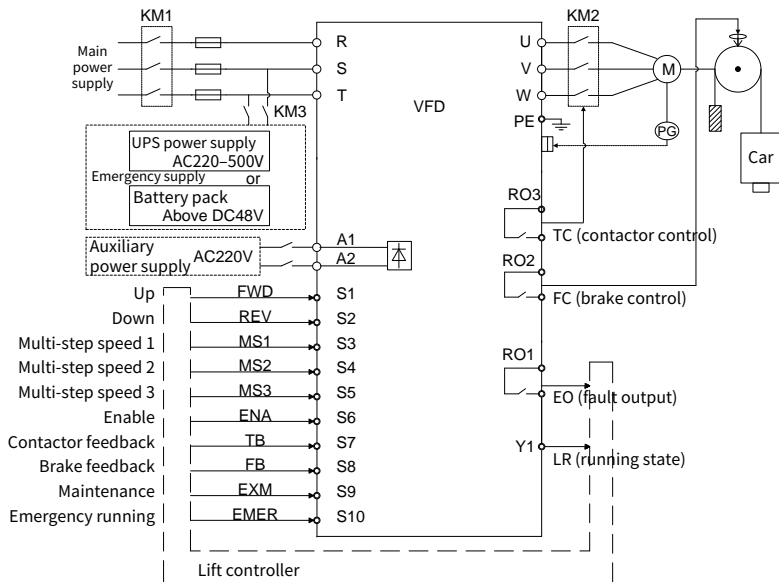 KM1
KM2
Main
power
supply
R
S
T
U
V
W
M
KM3
VFD
PE
PG
Car
UPS power supply
AC220–500V
Emergency supply
or
Battery pack
Above DC48V
RO3
TC (contactor control)
Auxiliary
power supply
AC220V
A1
A2
RO2
FC (brake control)
Up FWD S1
Down REV S2
Multi-step speed 1 MS1 S3
Multi-step speed 2 MS2 S4
Multi-step speed 3 MS3 S5
RO1
EO (fault output)
Enable ENA S6
Contactor feedback TB S7
Y1
LR (running state)
Brake feedback FB S8
Maintenance EXM S9
Emergency running EMER S10
Lift controller